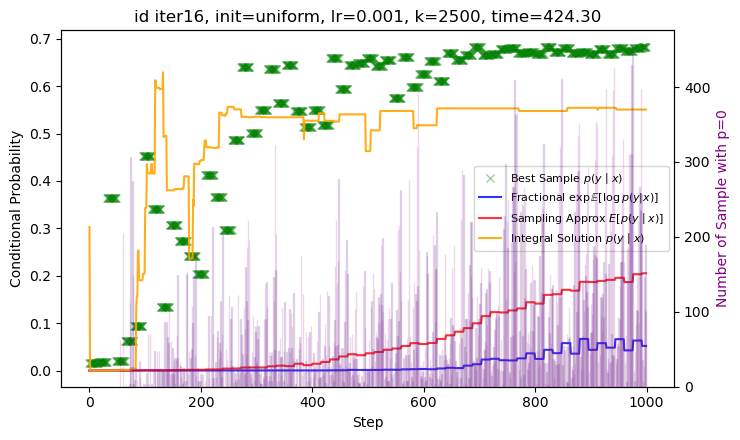 id iter16, init=uniform, lr=0.001, k=2500, time=424.30
Conditional Probability
0.7
0.6
0.5
0.4
0.3
0.2
0.1
0.0
400
300
200
100
0
Number of Sample with p=0
Best Sample p(y | x)
Fractional exp𝔼[log p(y|x)]
Sampling Approx E[p(y | x)]
Integral Solution p(y | x)
0
200
400
600
800
1000
Step